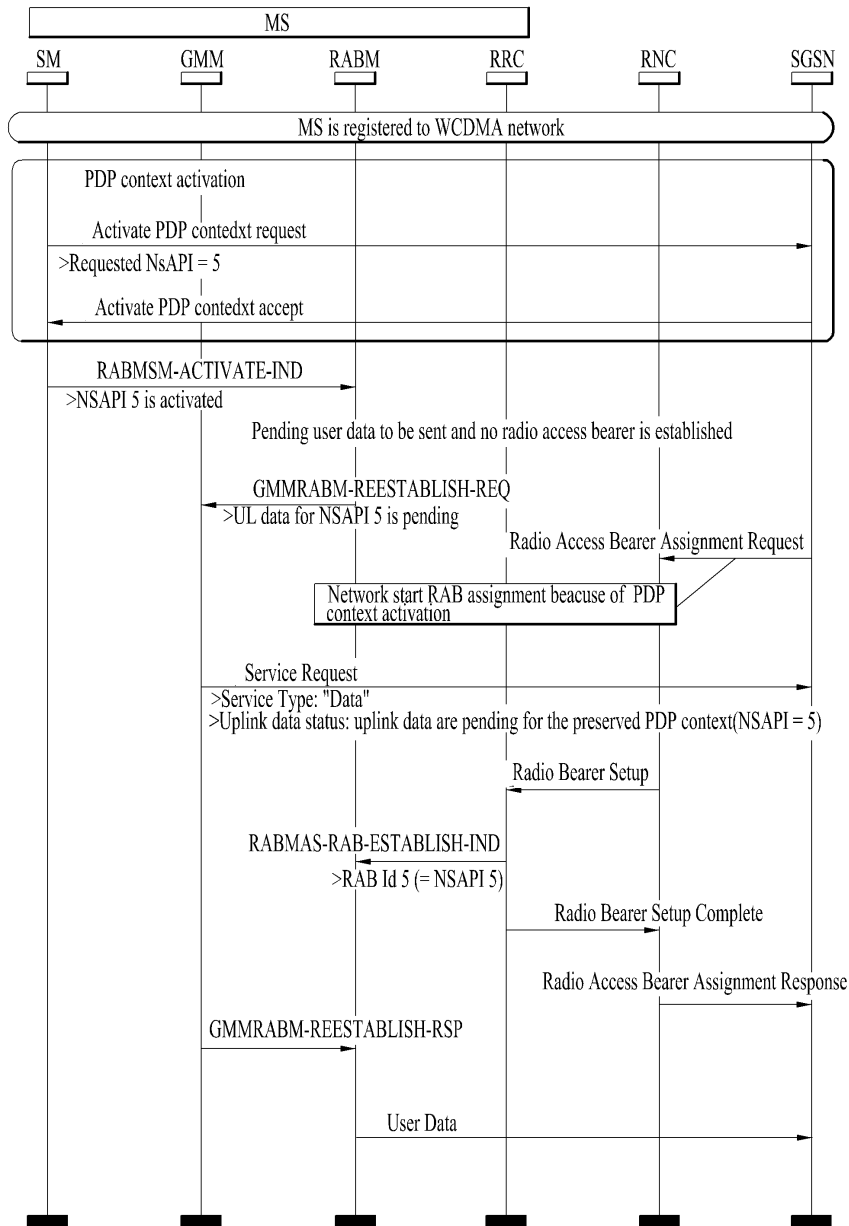 MS
SM GMM RABM RRC RNC SGSN
MS is registered to WCDMA network
PDP context activation
Activate PDP contedxt request
>Requested NsAPI = 5
Activate PDP contedxt accept
RABMSM-ACTIVATE-IND
>NSAPI 5 is activated
Pending user data to be sent and no radio access bearer is established
GMMRABM-REESTABLISH-REQ
>UL data for NSAPI 5 is pending
Radio Access Bearer Assignment Request
Network start RAB assignment beacuse of PDP
context activation
Service Request
>Service Type: "Data"
>Uplink data status: uplink data are pending for the preserved PDP context(NSAPI = 5)
Radio Bearer Setup
RABMAS-RAB-ESTABLISH-IND
>RAB Id 5 (= NSAPI 5)
Radio Bearer Setup Complete
Radio Access Bearer Assignment Response
GMMRABM-REESTABLISH-RSP
User Data